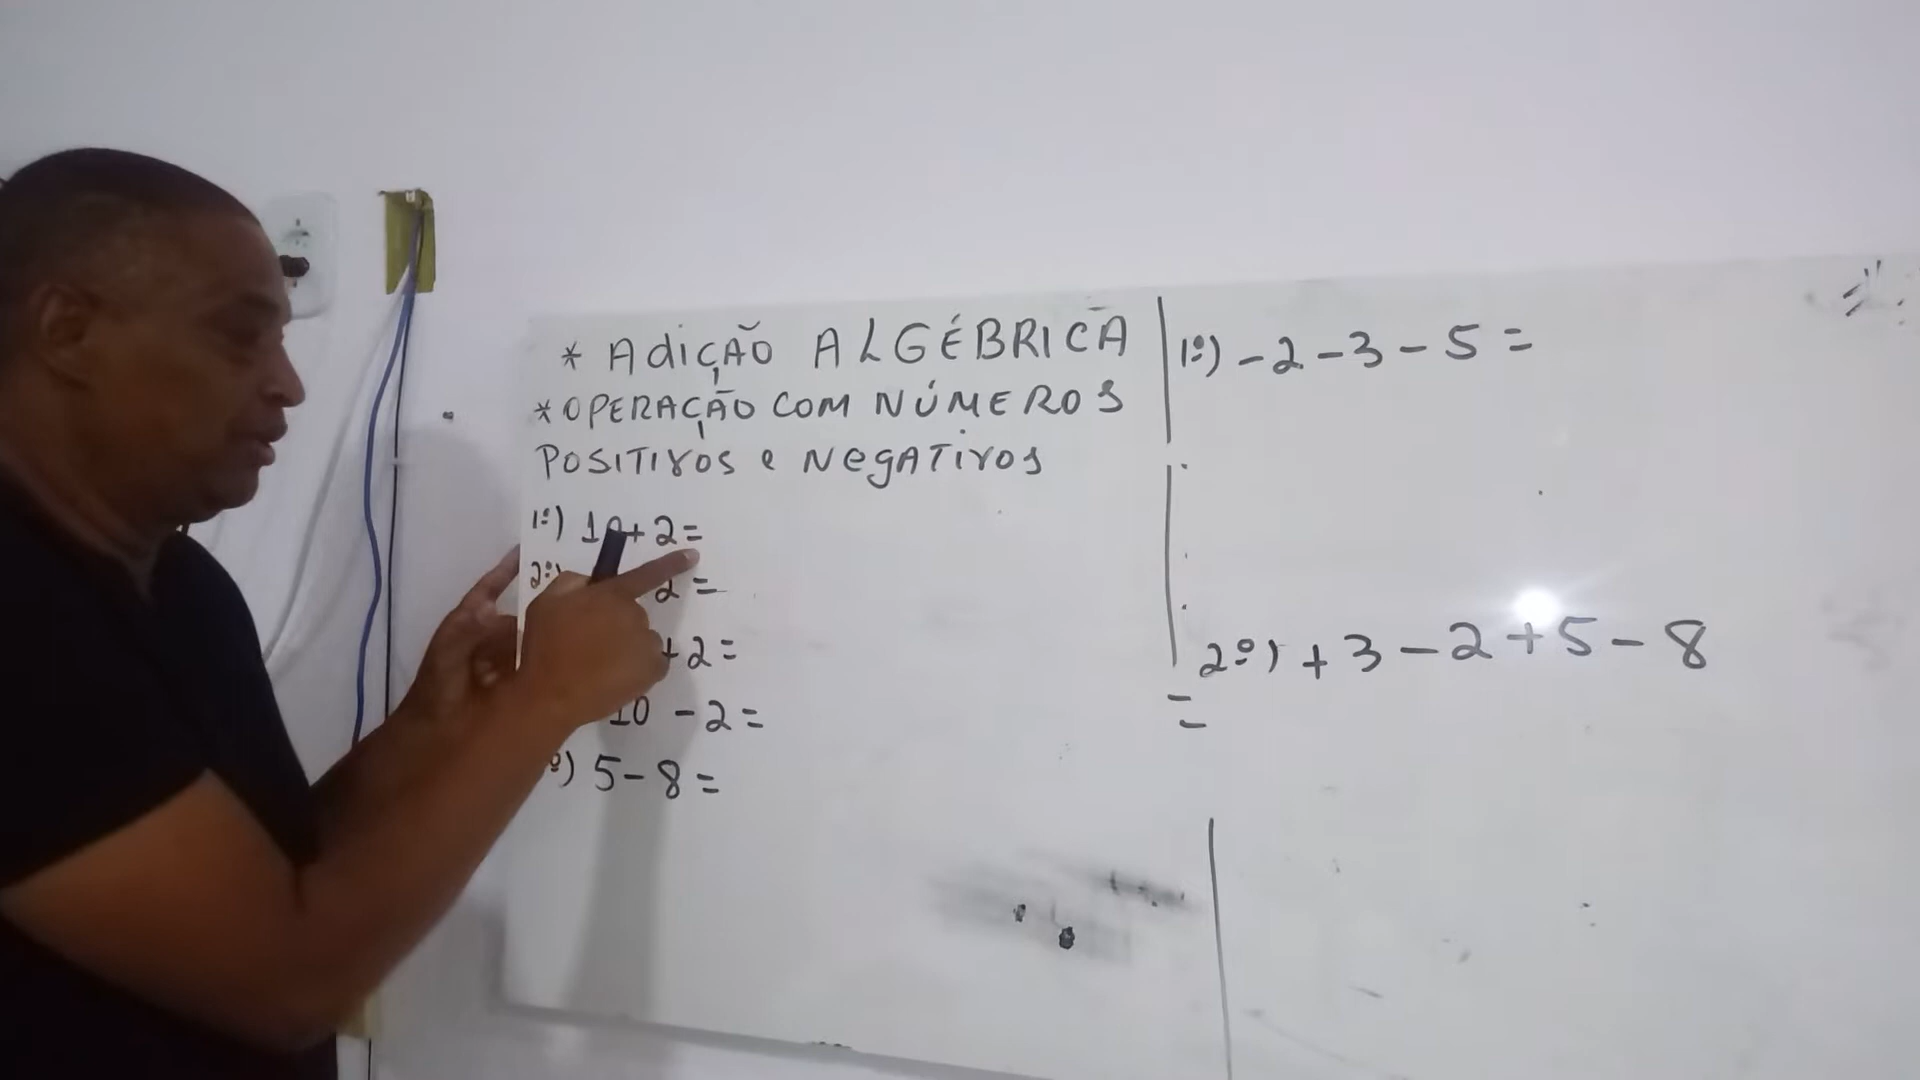 * ADIÇÃO ALGÉBRICA
* OPERAÇÃO COM NÚMEROS
POSITIVOS e NEgATIVOS
1º) 10+2=
2º) 2=
+2=
10 -2=
º) 5-8=
1º) -2-3-5=
2º) +3-2+5-8
=